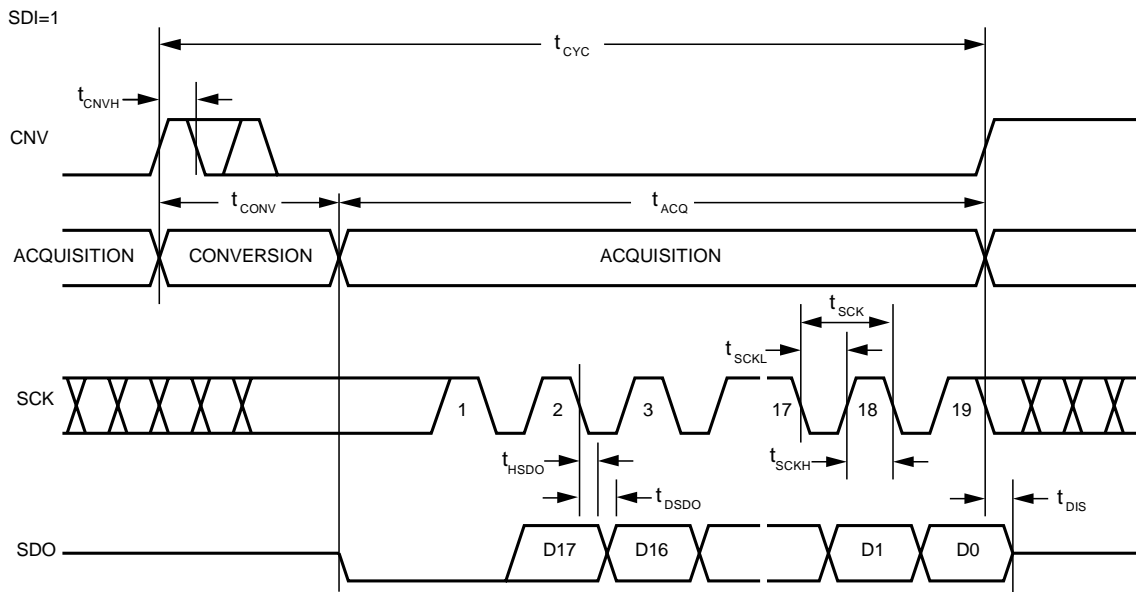 SDI=1
tCYC
tCNVH
CNV
tCONV
tACQ
ACQUISITION CONVERSION ACQUISITION
tSCK
tSCKL
SCK 1 2 3 17 18 19
tHSDO tSCKH
tDSDO tDIS
SDO D17 D16 D1 D0